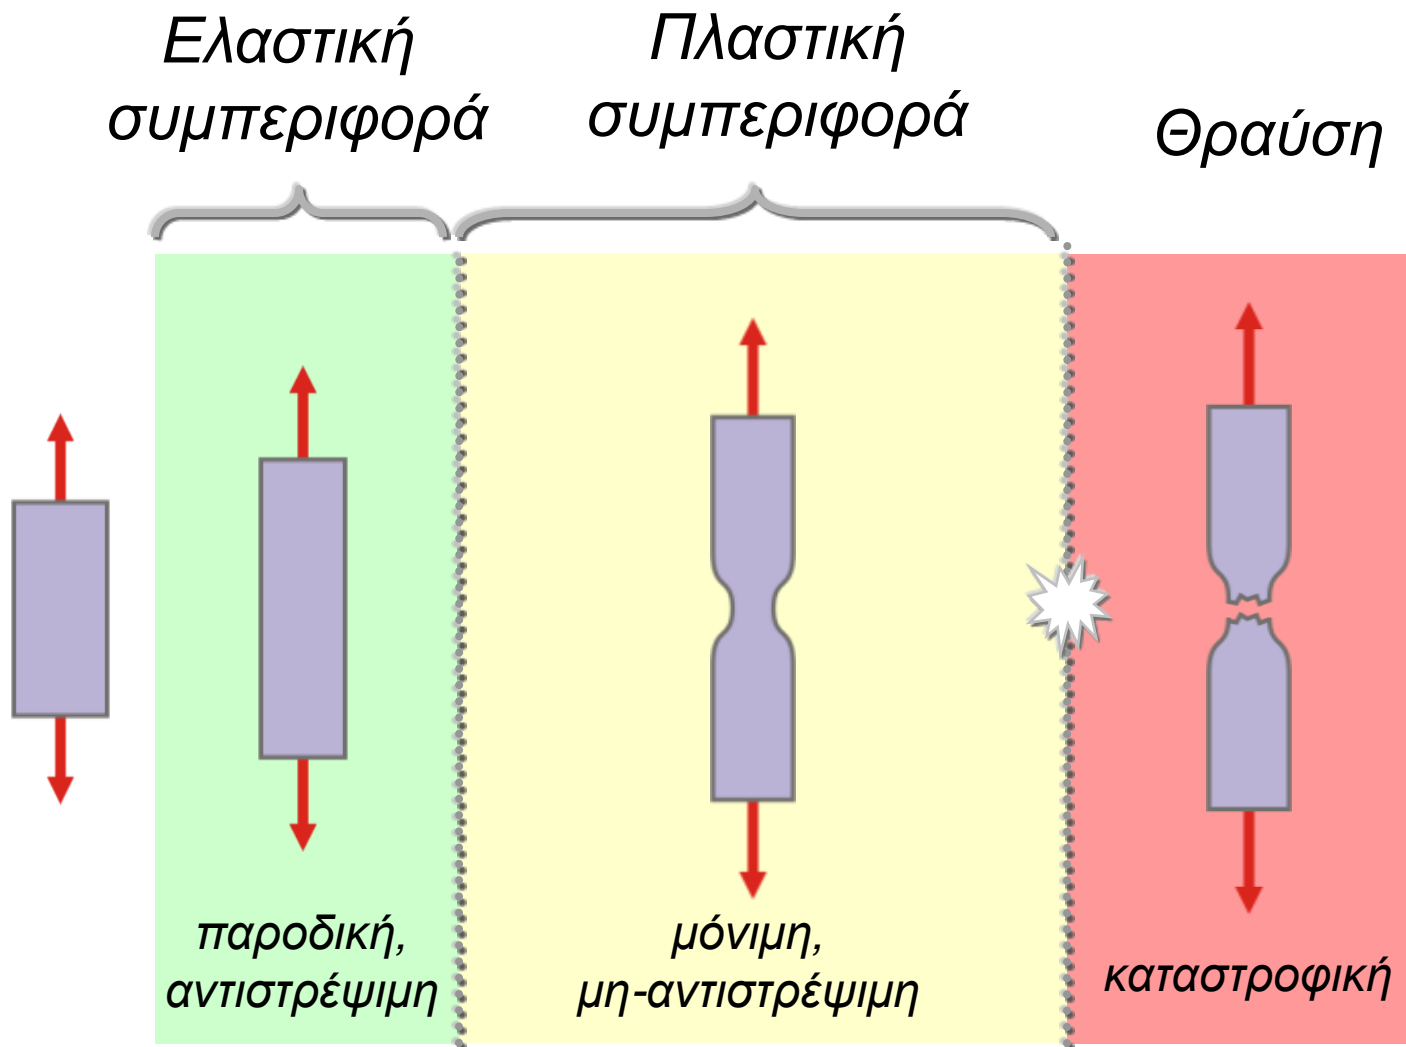 Ελαστική
συμπεριφορά
Πλαστική
συμπεριφορά
Θραύση
παροδική,
αντιστρέψιμη
μόνιμη,
μη-αντιστρέψιμη
καταστροφική